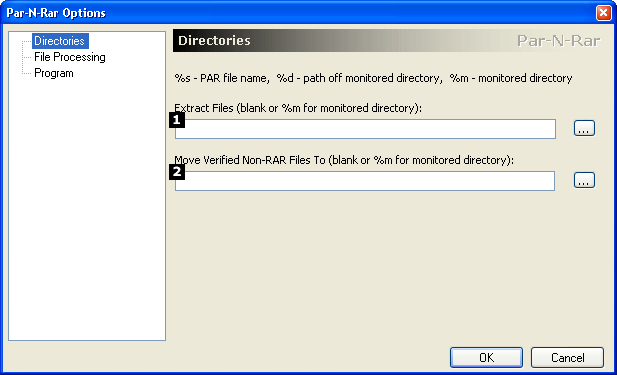 Par-N-Rar Options
Directories
File Processing
Program
Directories
Par-N-Rar
%s - PAR file name, %d - path off monitored directory, %m - monitored directory
Extract Files (blank or %m for monitored directory):
1
...
Move Verified Non-RAR Files To (blank or %m for monitored directory):
2
...
OK
Cancel